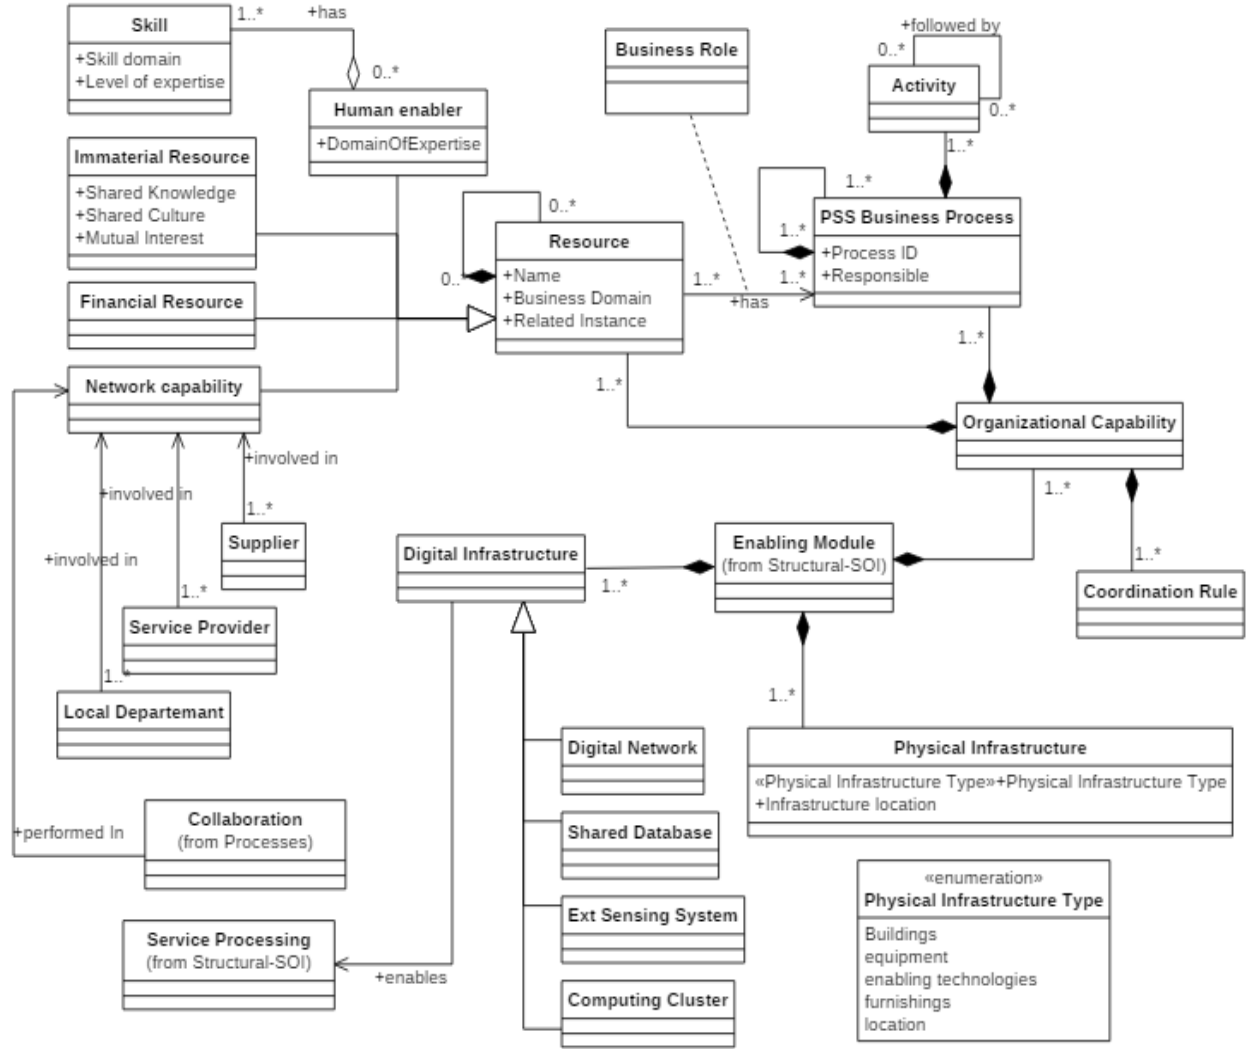 Skill
+Skill domain
+Level of expertise
1..*
+has
0..*
Human enabler
+DomainOfExpertise
Immaterial Resource
+Shared Knowledge
+Shared Culture
+Mutual Interest
Financial Resource
Network capability
Resource
+Name
+Business Domain
+Related Instance
0..*
0..
1..*
+has
1..*
Business Role
+followed by
0..*
Activity
0..*
1..*
1..*
1..*
PSS Business Process
+Process ID
+Responsible
1..*
1..*
Organizational Capability
1..*
1..*
Coordination Rule
+involved in
+involved in
+involved in
1..*
Supplier
1..*
Service Provider
1..*
Local Departemant
Digital Infrastructure
1..*
Enabling Module
(from Structural-SOI)
1..*
Physical Infrastructure
«Physical Infrastructure Type»+Physical Infrastructure Type
+Infrastructure location
Digital Network
Shared Database
Ext Sensing System
Computing Cluster
+performed In
Collaboration
(from Processes)
Service Processing
(from Structural-SOI)
+enables
«enumeration»
Physical Infrastructure Type
Buildings
equipment
enabling technologies
furnishings
location